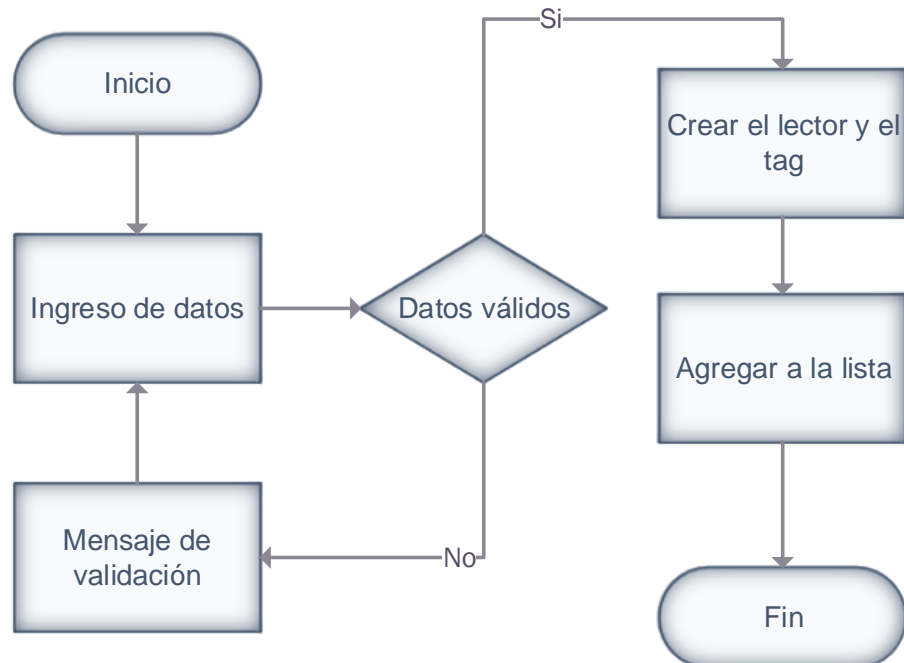 Inicio
Ingreso de datos
Datos válidos
Si
No
Mensaje de
validación
Crear el lector y el
tag
Agregar a la lista
Fin